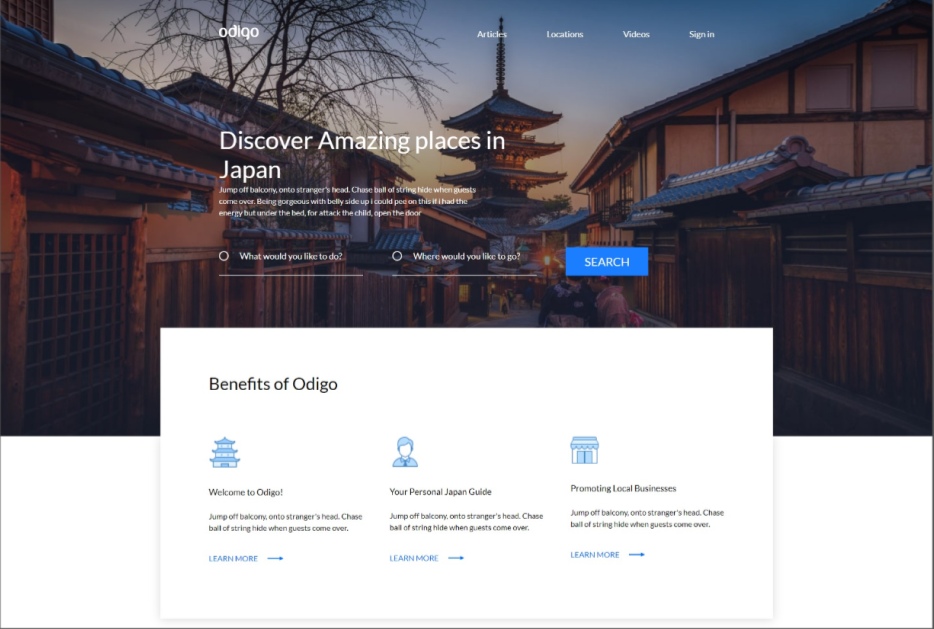 odigo
Articles Locations Videos Sign in
Discover Amazing places in
Japan
Jump off balcony, onto stranger's head. Chase ball of string hide when guests
come over. Being gorgeous with belly side up i could pee on this if i had the
energy but under the bed, for attack the child, open the door
What would you like to do? Where would you like to go? SEARCH
Benefits of Odigo
Welcome to Odigo!
Jump off balcony, onto stranger's head. Chase
ball of string hide when guests come over.
LEARN MORE
Your Personal Japan Guide
Jump off balcony, onto stranger's head. Chase
ball of string hide when guests come over.
LEARN MORE
Promoting Local Businesses
Jump off balcony, onto stranger's head. Chase
ball of string hide when guests come over.
LEARN MORE